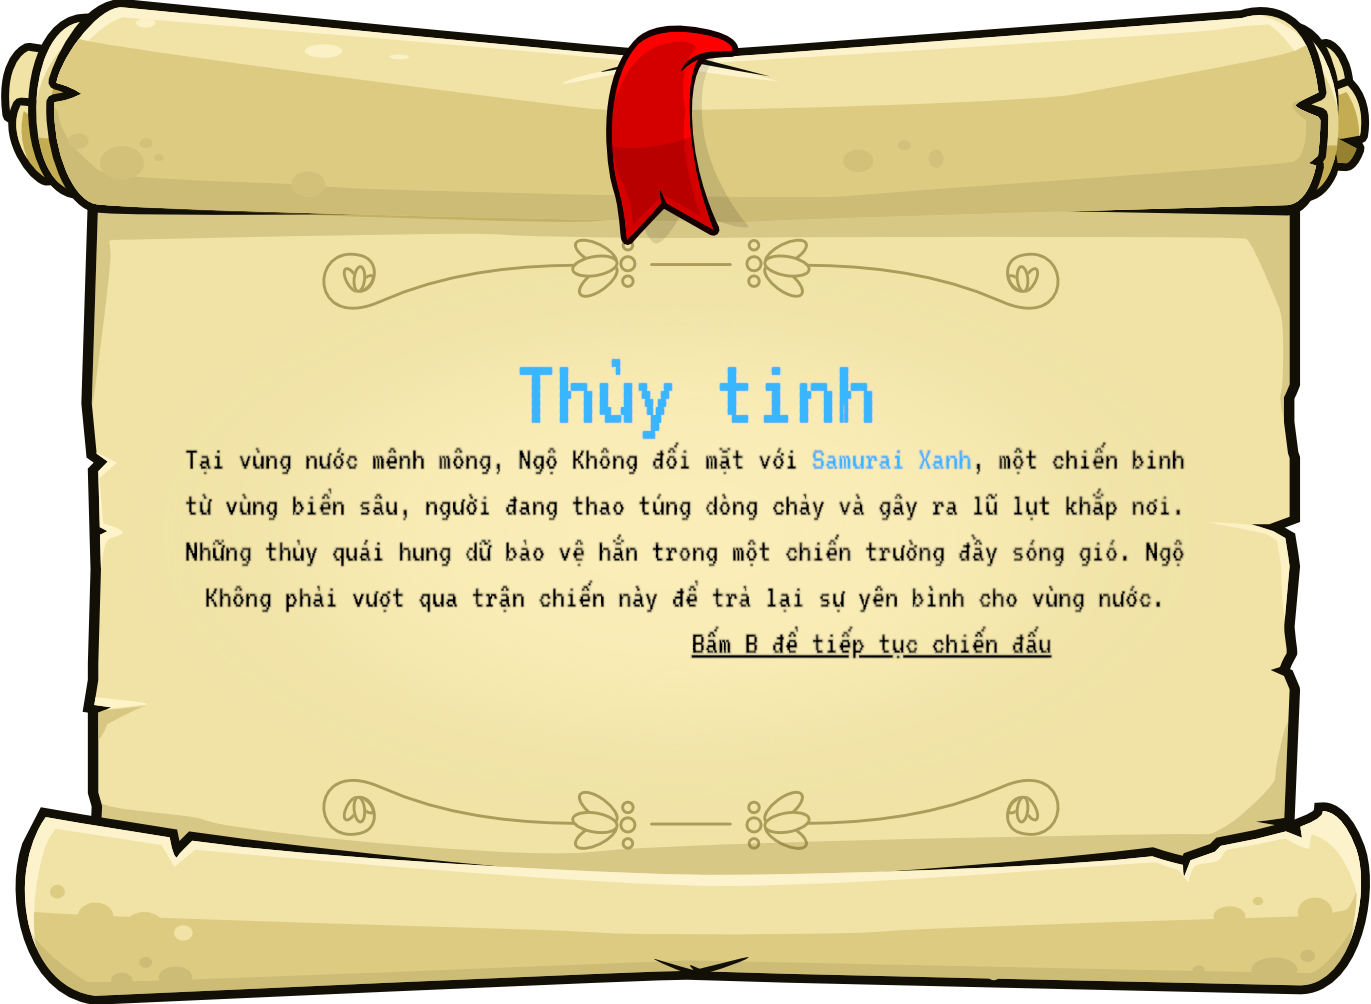 Thủy tinh
Tại vùng nước mênh mông, Ngộ Không đối mặt với Samurai Xanh, một chiến binh
từ vùng biển sâu, người đang thao túng dòng chảy và gây ra lũ lụt khắp nơi.
Những thủy quái hung dữ bảo vệ hắn trong một chiến trường đầy sóng gió. Ngộ
Không phải vượt qua trận chiến này để trả lại sự yên bình cho vùng nước.
Bấm B để tiếp tục chiến đấu